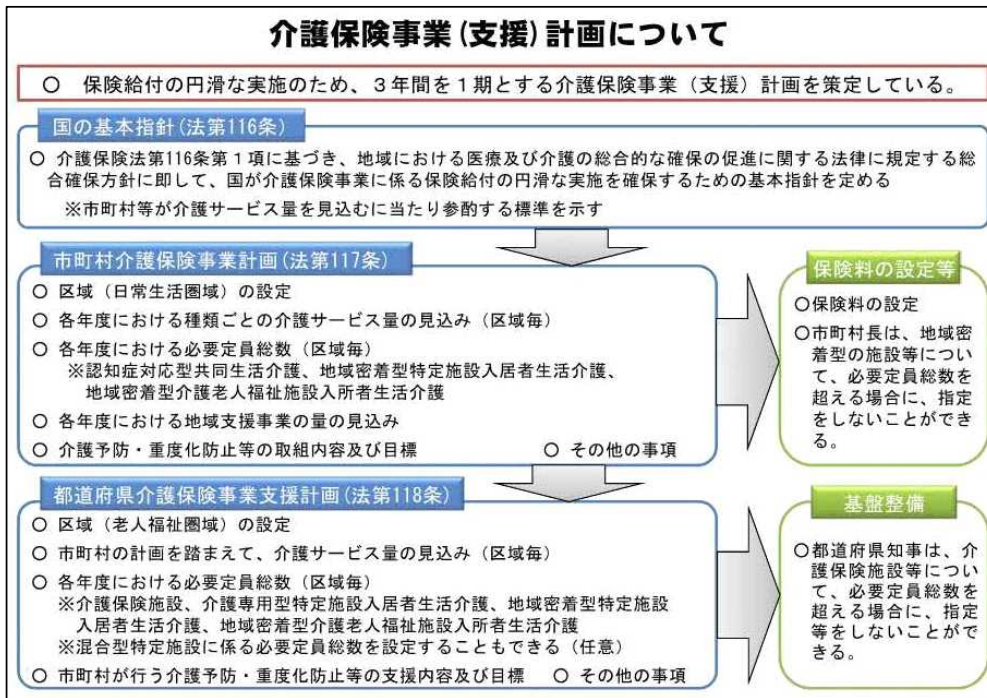 介護保険事業(支援)計画について
○ 保険給付の円滑な実施のため、３年間を１期とする介護保険事業（支援）計画を策定している。
国の基本指針(法第116条)
○ 介護保険法第116条第１項に基づき、地域における医療及び介護の総合的な確保の促進に関する法律に規定する総
合確保方針に即して、国が介護保険事業に係る保険給付の円滑な実施を確保するための基本指針を定める
※市町村等が介護サービス量を見込むに当たり参酌する標準を示す
市町村介護保険事業計画(法第117条)
○ 区域（日常生活圏域）の設定
○ 各年度における種類ごとの介護サービス量の見込み（区域毎）
○ 各年度における必要定員総数（区域毎）
※認知症対応型共同生活介護、地域密着型特定施設入居者生活介護、
地域密着型介護老人福祉施設入所者生活介護
○ 各年度における地域支援事業の量の見込み
○ 介護予防・重度化防止等の取組内容及び目標 ○ その他の事項
保険料の設定等
○保険料の設定
○市町村長は、地域密
着型の施設等につい
て、必要定員総数を
超える場合に、指定
をしないことができ
る。
都道府県介護保険事業支援計画(法第118条)
○ 区域（老人福祉圏域）の設定
○ 市町村の計画を踏まえて、介護サービス量の見込み（区域毎）
○ 各年度における必要定員総数（区域毎）
※介護保険施設、介護専用型特定施設入居者生活介護、地域密着型特定施設
入居者生活介護、地域密着型介護老人福祉施設入所者生活介護
※混合型特定施設に係る必要定員総数を設定することもできる（任意）
○ 市町村が行う介護予防・重度化防止等の支援内容及び目標 ○ その他の事項
基盤整備
○都道府県知事は、介
護保険施設等につい
て、必要定員総数を
超える場合に、指定
等をしないことがで
きる。